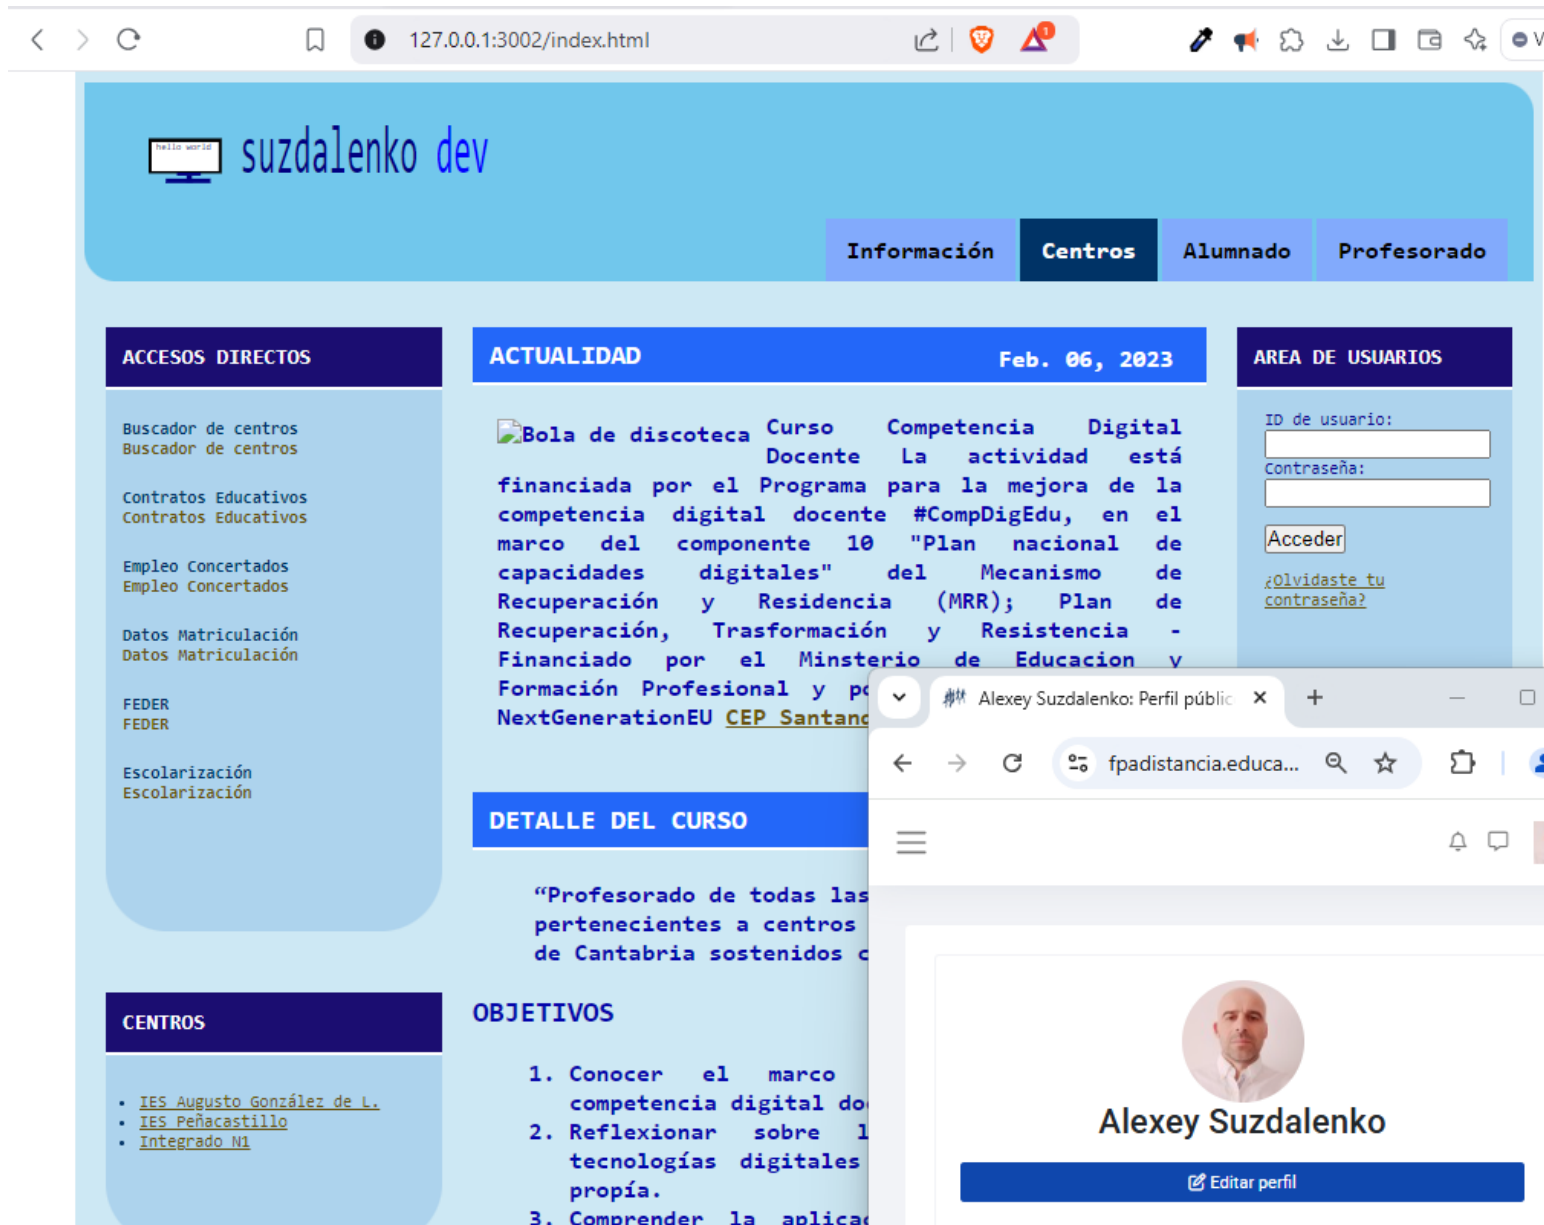 127.0.0.1:3002/index.html
1
hello world
suzdalenko dev
Información
Centros
Alumnado
Profesorado
ACCESOS DIRECTOS
Buscador de centros
Buscador de centros
Contratos Educativos
Contratos Educativos
Empleo Concertados
Empleo Concertados
Datos Matriculación
Datos Matriculación
FEDER
FEDER
Escolarización
Escolarización
CENTROS
IES Augusto González de L.
IES Peñacastillo
Integrado N1
ACTUALIDAD
Feb. 06, 2023
Bola de discoteca
Curso Competencia Digital
Docente La actividad está
financiada por el Programa para la mejora de la
competencia digital docente #CompDigEdu, en el
marco del componente 10 "Plan nacional de
capacidades digitales" del Mecanismo de
Recuperación y Residencia (MRR); Plan de
Recuperación, Trasformación y Resistencia -
Financiado por el Minsterio de Educacion y
Formación Profesional y
NextGenerationEU CEP
DETALLE DEL CURSO
“Profesorado de todas las
pertenecientes a centros
de Cantabria sostenidos
OBJETIVOS
1. Conocer el marco
competencia digital
2. Reflexionar sobre
tecnologías digitales
propía.
3. Comprender la
AREA DE USUARIOS
ID de usuario:
Contraseña:
Acceder
¿Olvidaste tu
contraseña?
Alexey Suzdalenko: Perfil públic
fpadistancia.educa...
Alexey Suzdalenko
Editar perfil